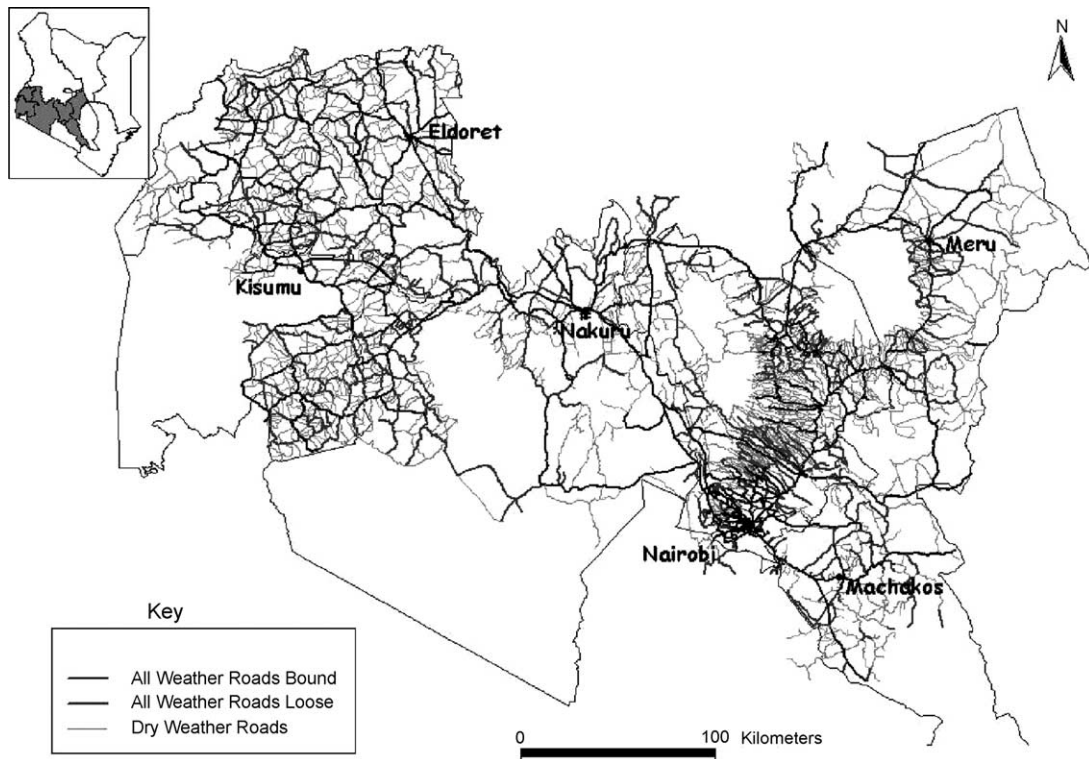 N
Eldoret
Meru
Kisumu
Nakuru
Nairobi
Machakos
Key
All Weather Roads Bound
All Weather Roads Loose
Dry Weather Roads
0 100 Kilometers